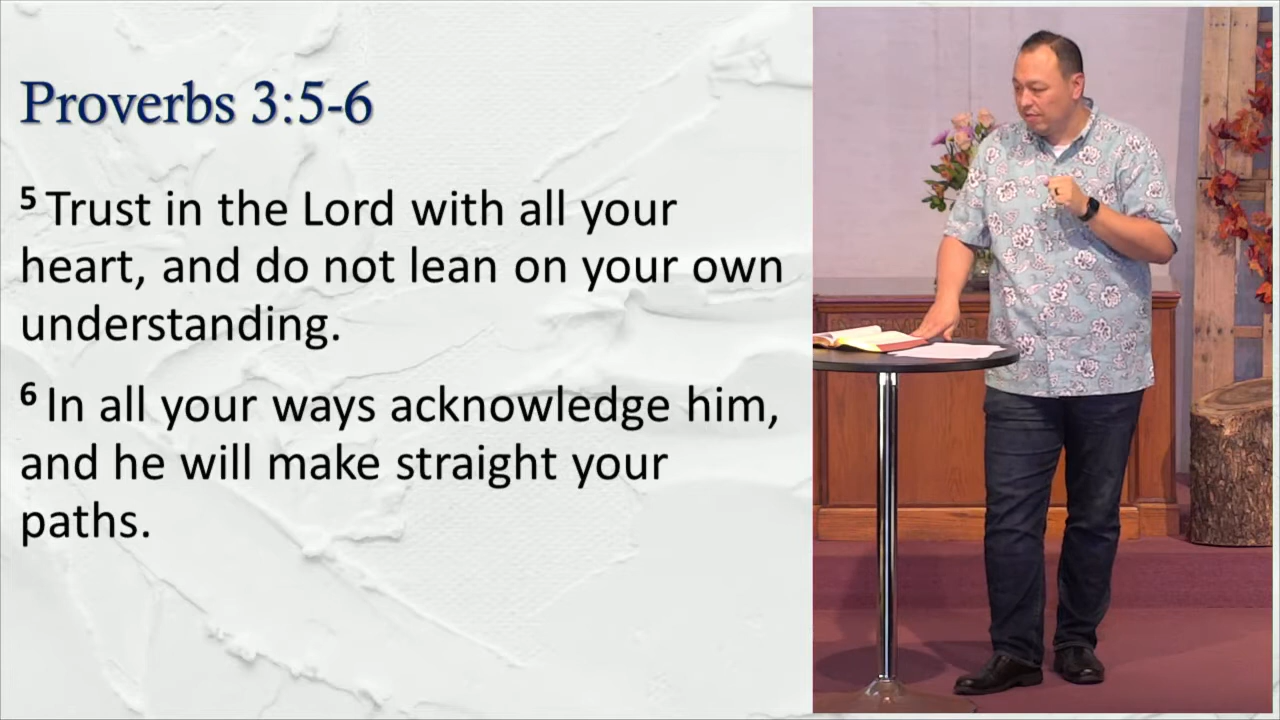 Proverbs 3:5-6
5 Trust in the Lord with all your
heart, and do not lean on your own
understanding.
6 In all your ways acknowledge him,
and he will make straight your
paths.